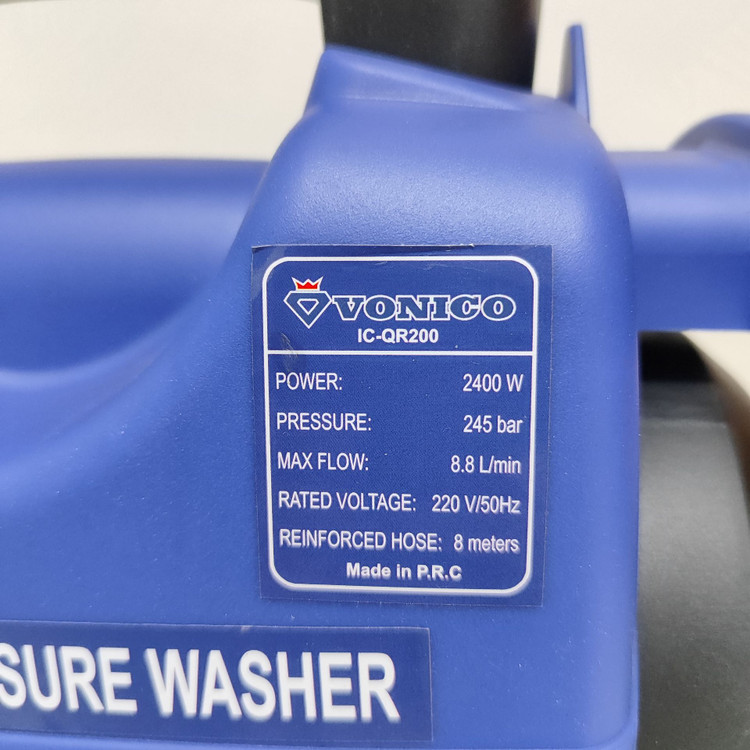 VONICO
IC-QR200
POWER: 2400 W
PRESSURE: 245 bar
MAX FLOW: 8.8 L/min
RATED VOLTAGE: 220 V/50Hz
REINFORCED HOSE: 8 meters
Made in P.R.C
SURE WASHER